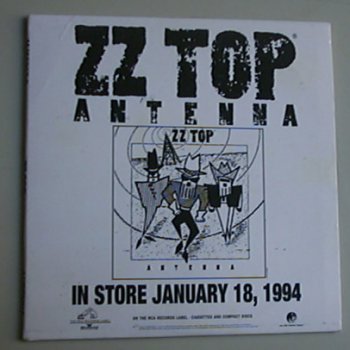 ZZ TOP
ANTENNA
ZZ TOP
ANTENNA
IN STORE JANUARY 18, 1994
ON THE RCA RECORDS LABEL · CASSETTES AND COMPACT DISCS